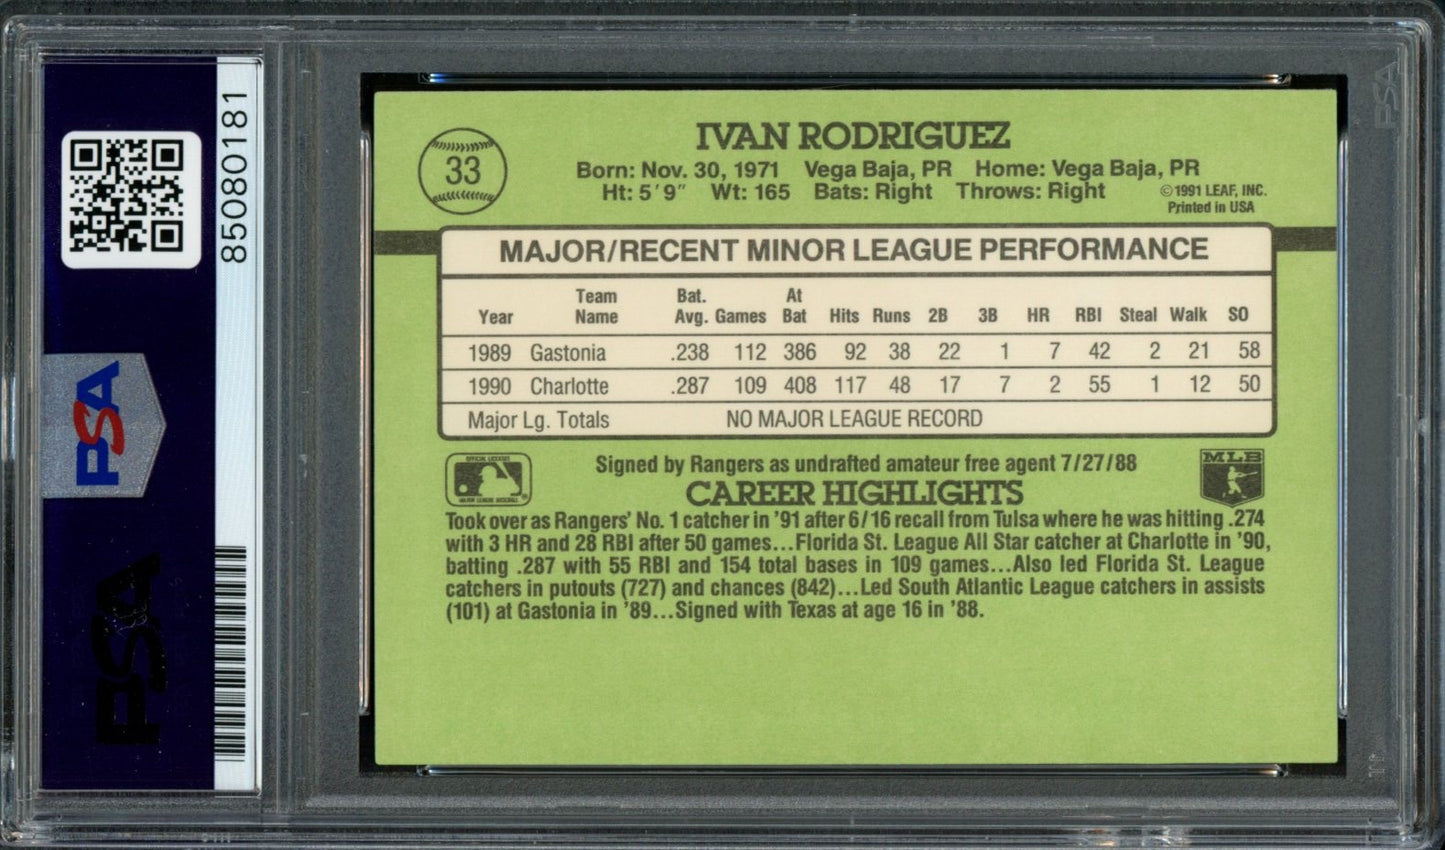 85080181
PSA
PSA
PSA
33
IVAN RODRIGUEZ
Born: Nov. 30, 1971 Vega Baja, PR Home: Vega Baja, PR
Ht: 5'9" Wt: 165 Bats: Right Throws: Right
©1991 LEAF, INC.
Printed in USA
MAJOR/RECENT MINOR LEAGUE PERFORMANCE
Year Team Name Bat. Avg. Games At Bat Hits Runs 2B 3B HR RBI Steal Walk SO
1989 Gastonia .238 112 386 92 38 22 1 7 42 2 21 58
1990 Charlotte .287 109 408 117 48 17 7 2 55 1 12 50
Major Lg. Totals NO MAJOR LEAGUE RECORD
Signed by Rangers as undrafted amateur free agent 7/27/88
MLB
CAREER HIGHLIGHTS
Took over as Rangers' No. 1 catcher in '91 after 6/16 recall from Tulsa where he was hitting .274
with 3 HR and 28 RBI after 50 games...Florida St. League All Star catcher at Charlotte in '90,
batting .287 with 55 RBI and 154 total bases in 109 games...Also led Florida St. League
catchers in putouts (727) and chances (842)...Led South Atlantic League catchers in assists
(101) at Gastonia in '89...Signed with Texas at age 16 in '88.